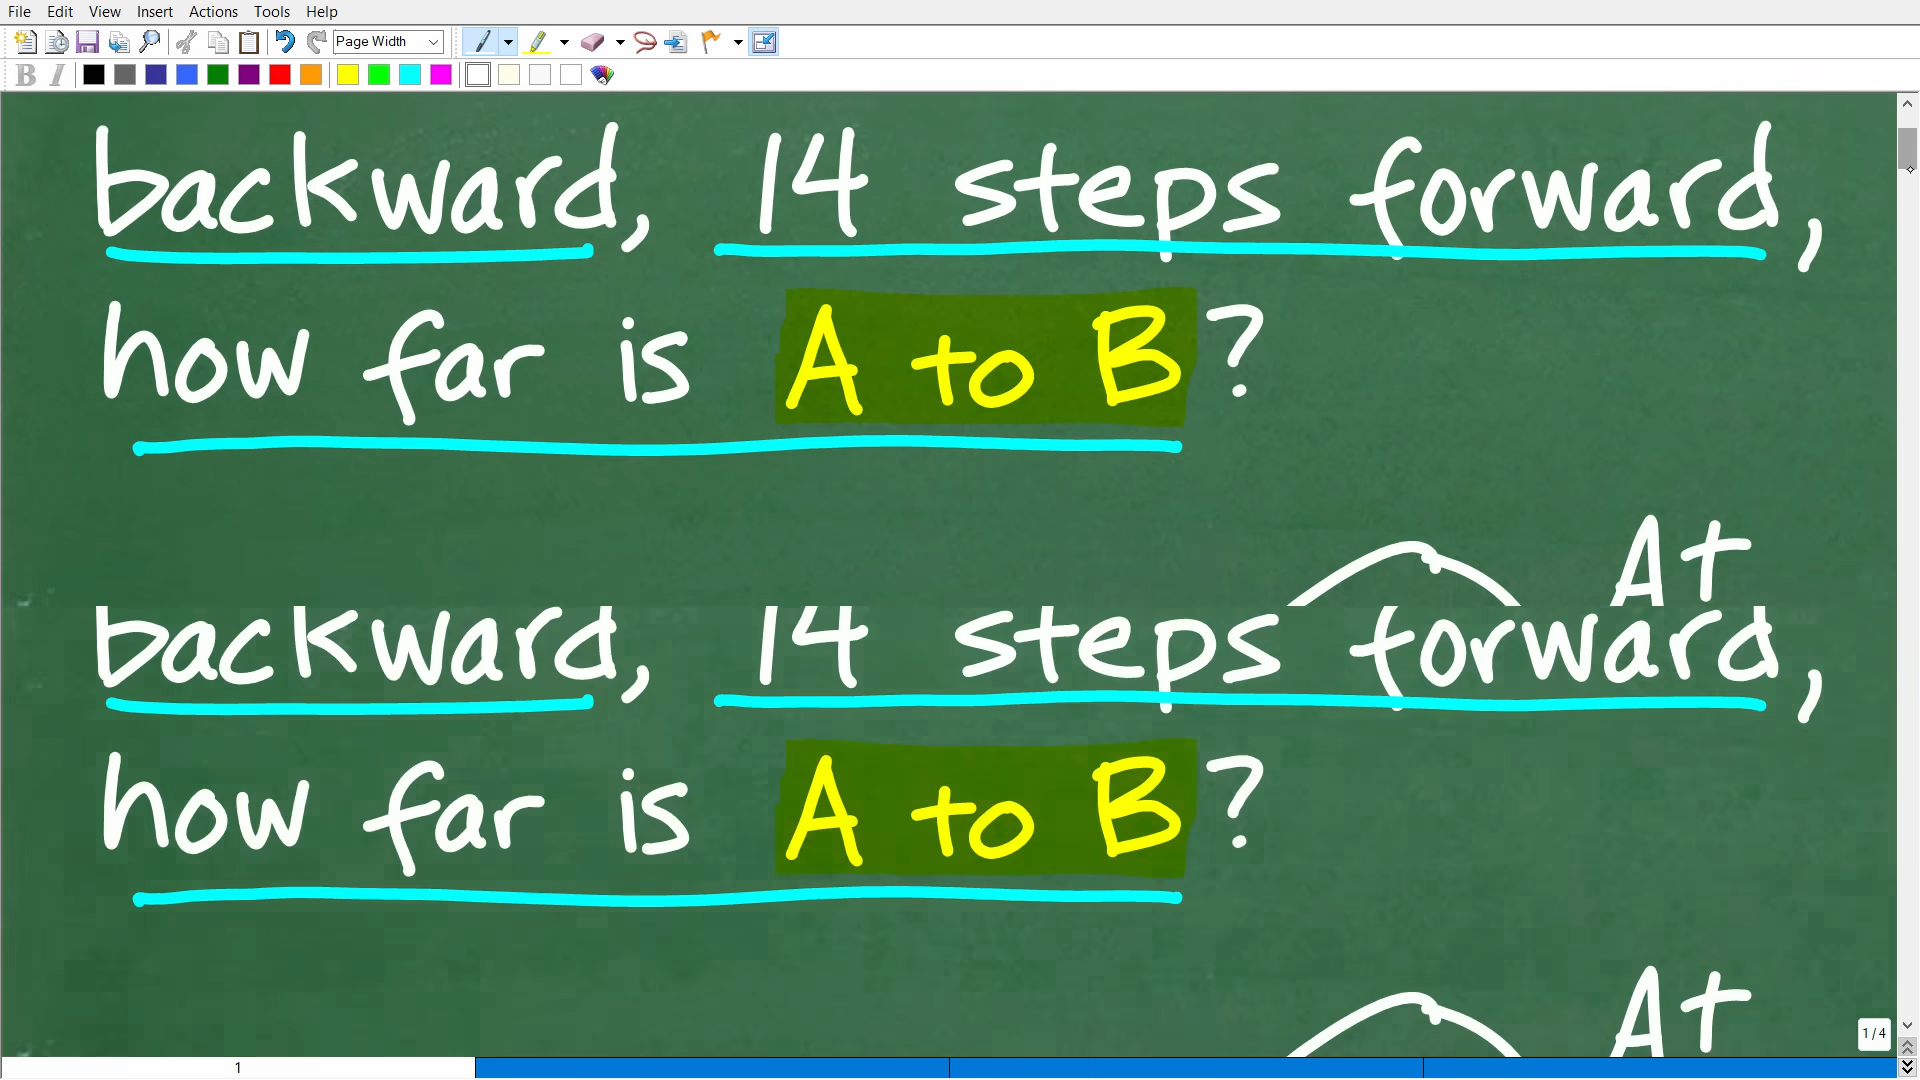 File Edit View Insert Actions Tools Help
Page Width
B I
backward, 14 steps forward,
how far is A to B?
At
backward, 14 steps forward,
how far is A to B?
At
1 / 4
1